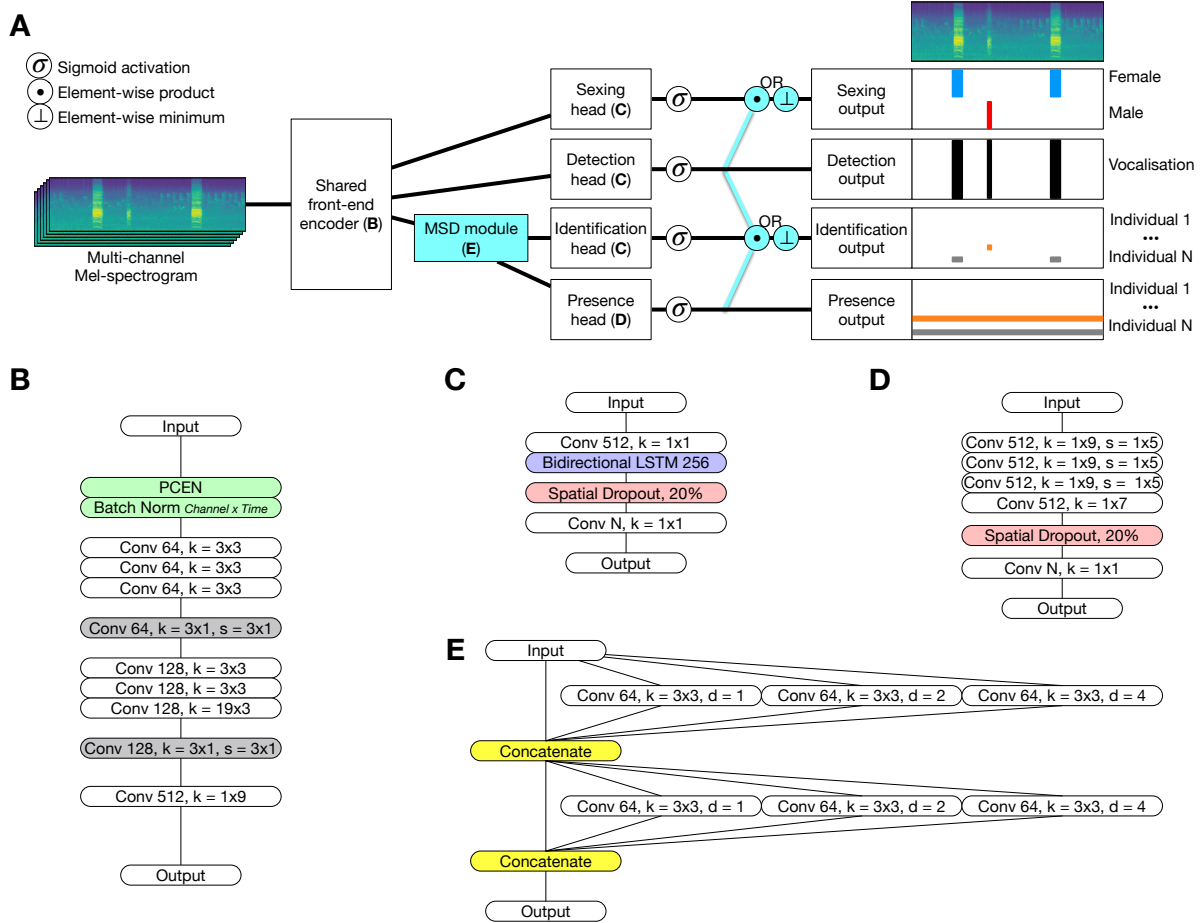 A
σ Sigmoid activation
• Element-wise product
⊥ Element-wise minimum
Multi-channel
Mel-spectrogram
Shared
front-end
encoder (B)
MSD module
(E)
Sexing
head (C)
σ
OR
• ⊥
Sexing
output
Female
Male
Detection
head (C)
σ
Detection
output
Vocalisation
Identification
head (C)
σ
OR
• ⊥
Identification
output
Individual 1
•••
Individual N
Presence
head (D)
σ
Presence
output
Individual 1
•••
Individual N
B
Input
PCEN
Batch Norm Channel x Time
Conv 64, k = 3x3
Conv 64, k = 3x3
Conv 64, k = 3x3
Conv 64, k = 3x1, s = 3x1
Conv 128, k = 3x3
Conv 128, k = 3x3
Conv 128, k = 19x3
Conv 128, k = 3x1, s = 3x1
Conv 512, k = 1x9
Output
C
Input
Conv 512, k = 1x1
Bidirectional LSTM 256
Spatial Dropout, 20%
Conv N, k = 1x1
Output
D
Input
Conv 512, k = 1x9, s = 1x5
Conv 512, k = 1x9, s = 1x5
Conv 512, k = 1x9, s = 1x5
Conv 512, k = 1x7
Spatial Dropout, 20%
Conv N, k = 1x1
Output
E
Input
Conv 64, k = 3x3, d = 1 Conv 64, k = 3x3, d = 2 Conv 64, k = 3x3, d = 4
Concatenate
Conv 64, k = 3x3, d = 1 Conv 64, k = 3x3, d = 2 Conv 64, k = 3x3, d = 4
Concatenate
Output